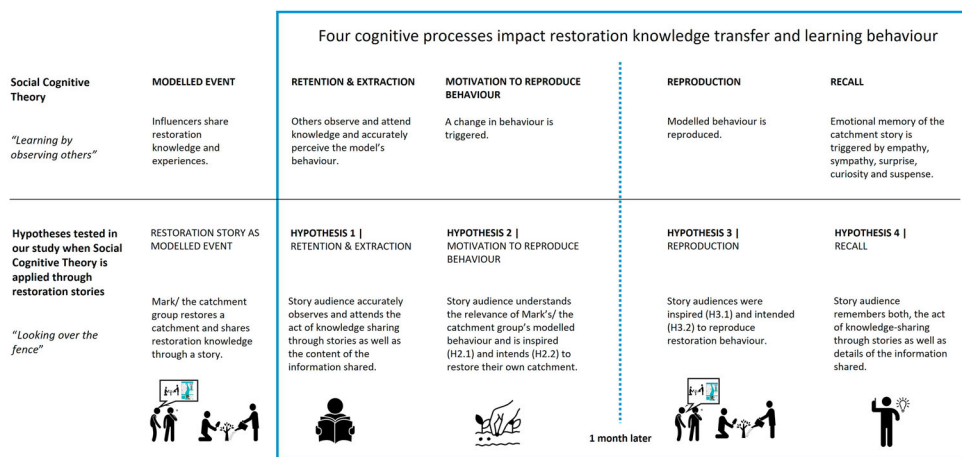 Four cognitive processes impact restoration knowledge transfer and learning behaviour
Social Cognitive
Theory
"Learning by
observing others"
MODELLED EVENT
Influencers share
restoration
knowledge and
experiences.
RETENTION & EXTRACTION
Others observe and attend
knowledge and accurately
perceive the model's
behaviour.
MOTIVATION TO REPRODUCE
BEHAVIOUR
A change in behaviour is
triggered.
REPRODUCTION
Modelled behaviour is
reproduced.
RECALL
Emotional memory of the
catchment story is
triggered by empathy,
sympathy, surprise,
curiosity and suspense.
Hypotheses tested in
our study when Social
Cognitive Theory is
applied through
restoration stories
"Looking over the
fence"
RESTORATION STORY AS
MODELLED EVENT
Mark/ the catchment
group restores a
catchment and shares
restoration knowledge
through a story.
HYPOTHESIS 1 |
RETENTION & EXTRACTION
Story audience accurately
observes and attends the
act of knowledge sharing
through stories as well as
the content of the
information shared.
HYPOTHESIS 2 |
MOTIVATION TO REPRODUCE
BEHAVIOUR
Story audience understands
the relevance of Mark's/ the
catchment group's modelled
behaviour and is inspired
(H2.1) and intends (H2.2) to
restore their own catchment.
1 month later
HYPOTHESIS 3 |
REPRODUCTION
Story audiences were
inspired (H3.1) and intended
(H3.2) to reproduce
restoration behaviour.
HYPOTHESIS 4 |
RECALL
Story audience
remembers both, the act
of knowledge-sharing
through stories as well as
details of the information
shared.